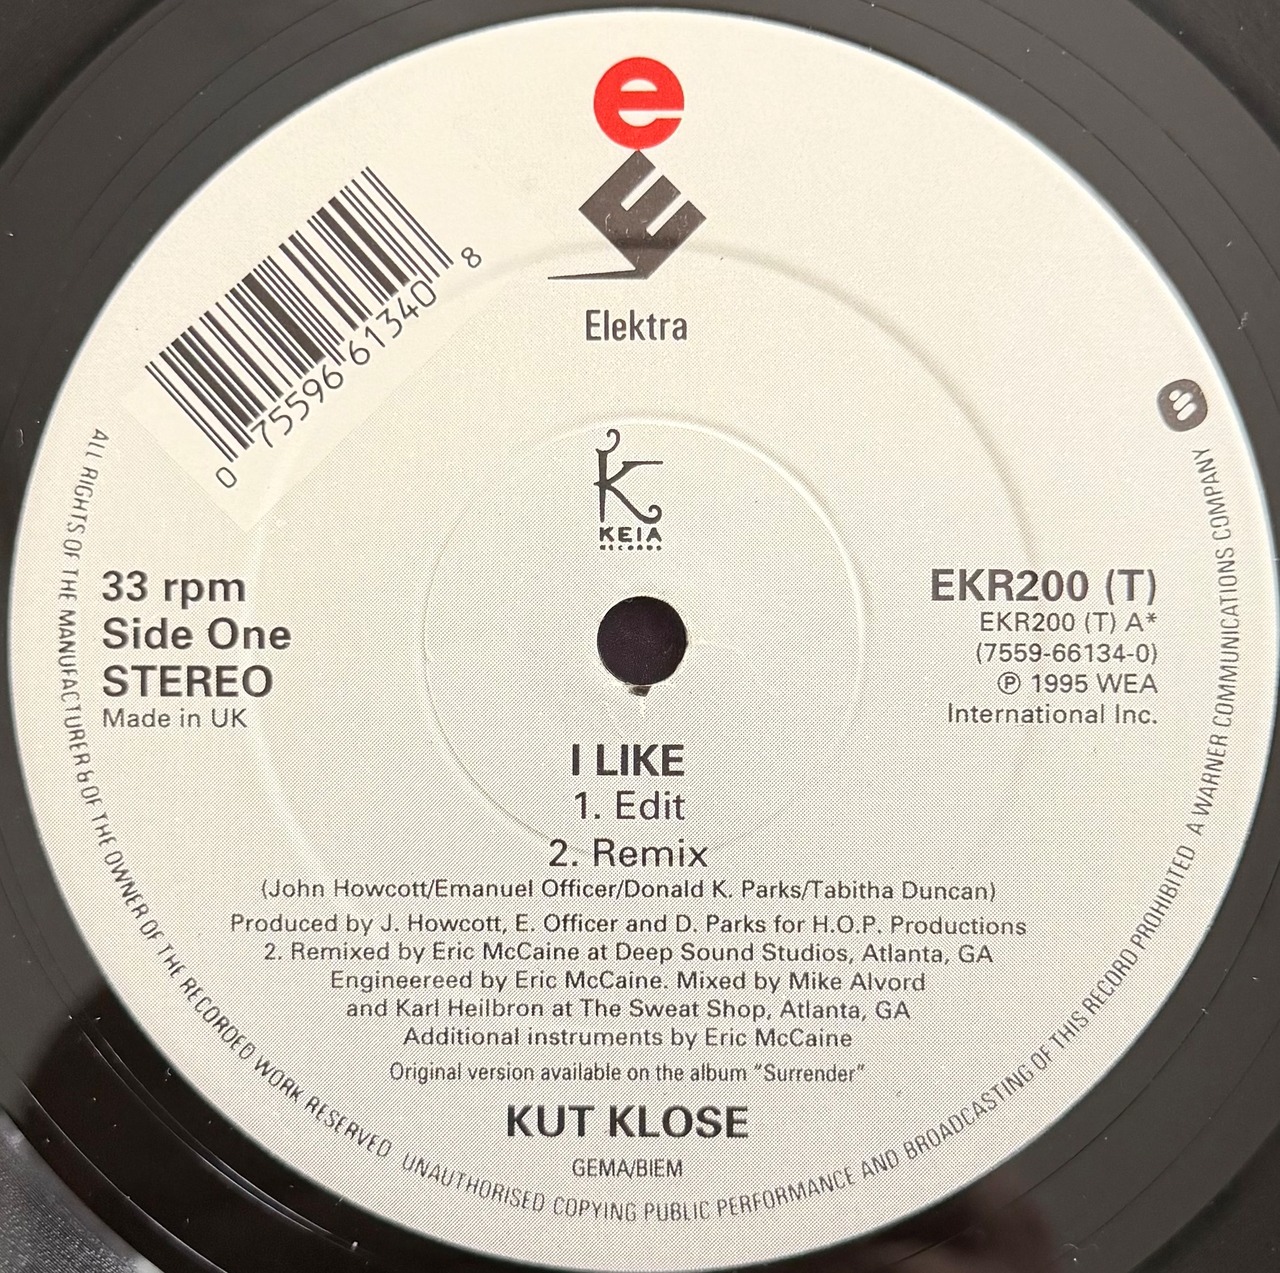 e
E
Elektra
0 75596 61340 8
KEIA
RECORDS
33 rpm
Side One
STEREO
Made in UK
EKR200 (T)
EKR200 (T) A*
(7559-66134-0)
℗ 1995 WEA
International Inc.
I LIKE
1. Edit
2. Remix
(John Howcott/Emanuel Officer/Donald K. Parks/Tabitha Duncan)
Produced by J. Howcott, E. Officer and D. Parks for H.O.P. Productions
2. Remixed by Eric McCaine at Deep Sound Studios, Atlanta, GA
Engineereed by Eric McCaine. Mixed by Mike Alvord
and Karl Heilbron at The Sweat Shop, Atlanta, GA
Additional instruments by Eric McCaine
Original version available on the album "Surrender"
KUT KLOSE
GEMA/BIEM
ALL RIGHTS OF THE MANUFACTURER & OF THE OWNER OF THE RECORDED WORK RESERVED UNAUTHORISED COPYING PUBLIC PERFORMANCE AND BROADCASTING OF THIS RECORD PROHIBITED A WARNER COMMUNICATIONS COMPANY